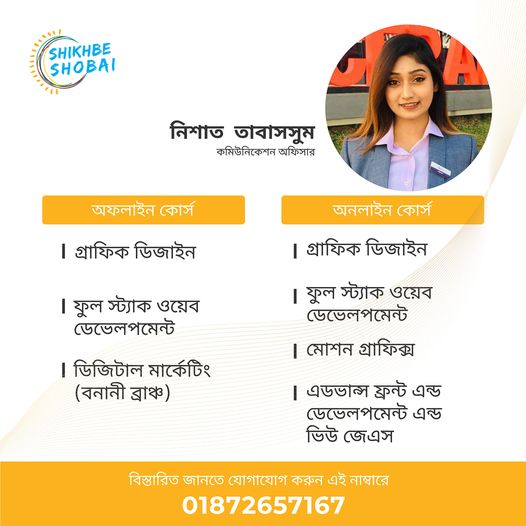 SHIKHBE
SHOBAI
নিশাত তাবাসসুম
কমিউনিকেশন অফিসার
অফলাইন কোর্স
গ্রাফিক ডিজাইন
ফুল স্ট্যাক ওয়েব
ডেভেলপমেন্ট
ডিজিটাল মার্কেটিং
(বনানী ব্রাঞ্চ)
অনলাইন কোর্স
গ্রাফিক ডিজাইন
ফুল স্ট্যাক ওয়েব
ডেভেলপমেন্ট
মোশন গ্রাফিক্স
এডভান্স ফ্রন্ট এন্ড
ডেভেলপমেন্ট এন্ড
ভিউ জেএস
বিস্তারিত জানতে যোগাযোগ করুন এই নাম্বারে
01872657167